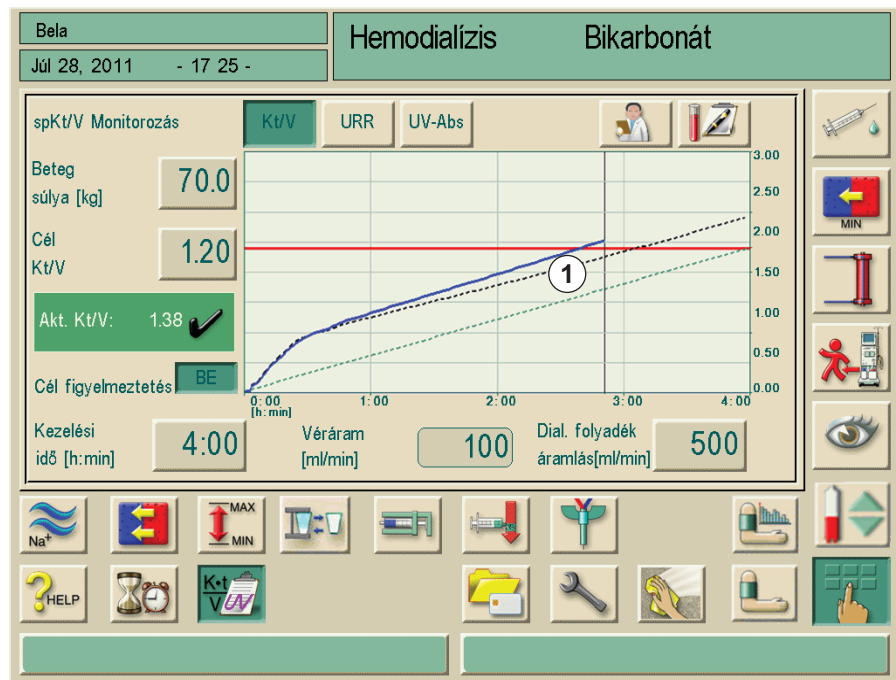 Bela
Hemodialízis Bikarbonát
Júl 28, 2011 - 17 25 -
spKt/V Monitorozás
Kt/V
URR
UV-Abs
Beteg
súlya [kg]
70.0
Cél
Kt/V
1.20
Akt. Kt/V: 1.38
Cél figyelmeztetés
BE
3.00
2.50
2.00
1.50
1.00
0.50
0.00
1
0:00 1:00 2:00 3:00 4:00
[h:min]
Kezelési
idő [h:min]
4:00
Véráram
[ml/min]
100
Dial. folyadék
áramlás[ml/min]
500
MIN
Na+
MAX
MIN
HELP
K•t
V
UV